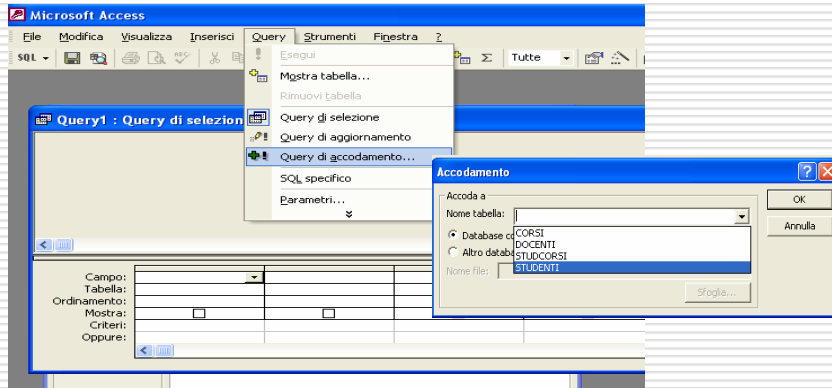 Microsoft Access
File Modifica Visualizza Inserisci Query Strumenti Finestra ?
SQL Tutte
Esegui
Mostra tabella...
Rimuovi tabella
Query di selezione
Query di aggiornamento
Query di accodamento...
SQL specifico
Parametri...
Query1 : Query di selezion
Campo:
Tabella:
Ordinamento:
Mostra:
Criteri:
Oppure:
Accodamento
Accoda a
Nome tabella:
CORSI
DOCENTI
STUDCORSI
STUDENTI
Database co
Altro databa
Nome file:
Sfoglia...
OK
Annulla